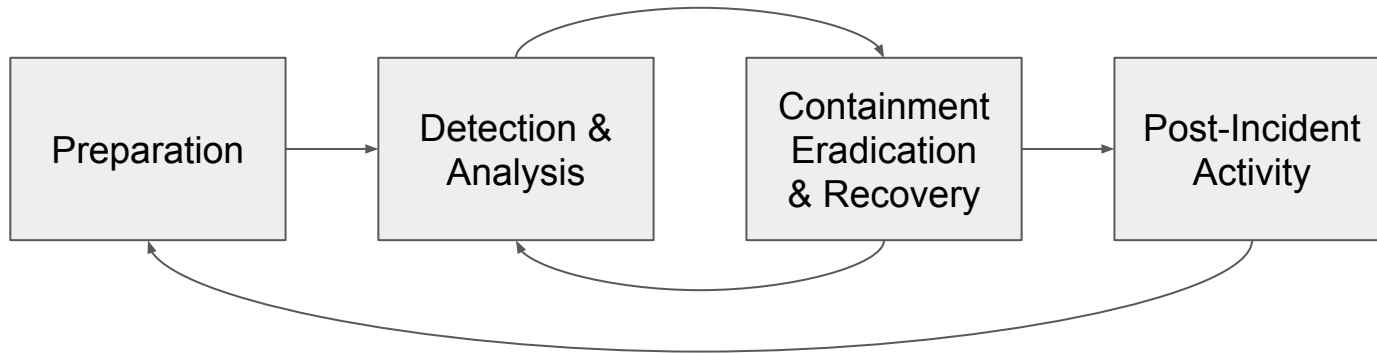 Preparation
Detection &
Analysis
Containment
Eradication
& Recovery
Post-Incident
Activity